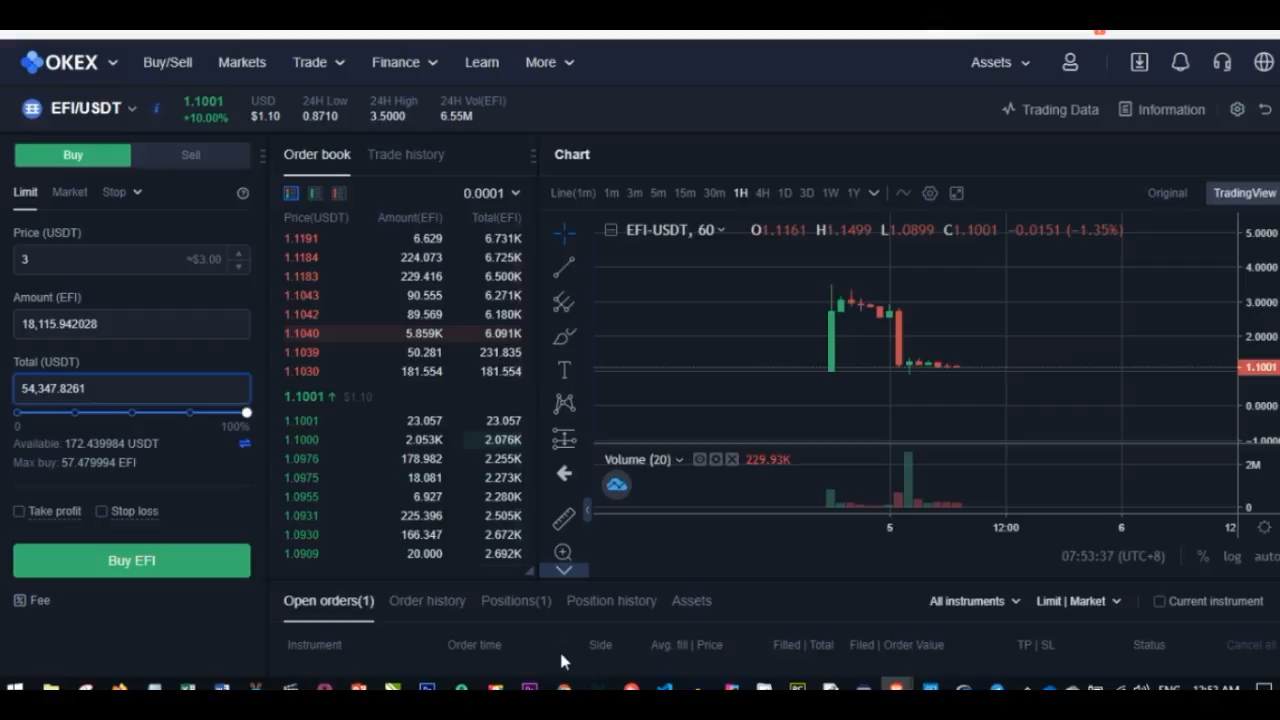 OKEX Buy/Sell Markets Trade Finance Learn More Assets
EFI/USDT i 1.1001 +10.00% USD $1.10 24H Low 0.8710 24H High 3.5000 24H Vol(EFI) 6.55M Trading Data Information
Buy Sell
Limit Market Stop
Price (USDT)
3 ≈$3.00
Amount (EFI)
18,115.942028
Total (USDT)
54,347.8261
0 100%
Available: 172.439984 USDT
Max buy: 57.479994 EFI
Take profit Stop loss
Buy EFI
Fee
Order book Trade history
0.0001
Price(USDT) Amount(EFI) Total(EFI)
1.1191 6.629 6.731K
1.1184 224.073 6.725K
1.1183 229.416 6.500K
1.1043 90.555 6.271K
1.1042 89.569 6.180K
1.1040 5.859K 6.091K
1.1039 50.281 231.835
1.1030 181.554 181.554
1.1001 ↑ $1.10
1.1001 23.057 23.057
1.1000 2.053K 2.076K
1.0976 178.982 2.255K
1.0975 18.081 2.273K
1.0955 6.927 2.280K
1.0931 225.396 2.505K
1.0930 166.347 2.672K
1.0909 20.000 2.692K
Chart
Line(1m) 1m 3m 5m 15m 30m 1H 4H 1D 3D 1W 1Y Original TradingView
EFI-USDT, 60 O1.1161 H1.1499 L1.0899 C1.1001 -0.0151 (-1.35%)
5.0000
4.0000
3.0000
2.0000
1.1001
0.0000
-1.0000
Volume (20) 229.93K
2M
0
5 12:00 6 12
07:53:37 (UTC+8) % log auto
Open orders(1) Order history Positions(1) Position history Assets All instruments Limit | Market Current instrument
Instrument Order time Side Avg. fill | Price Filled | Total Filed | Order Value TP | SL Status Cancel all
ENG 12:53 AM